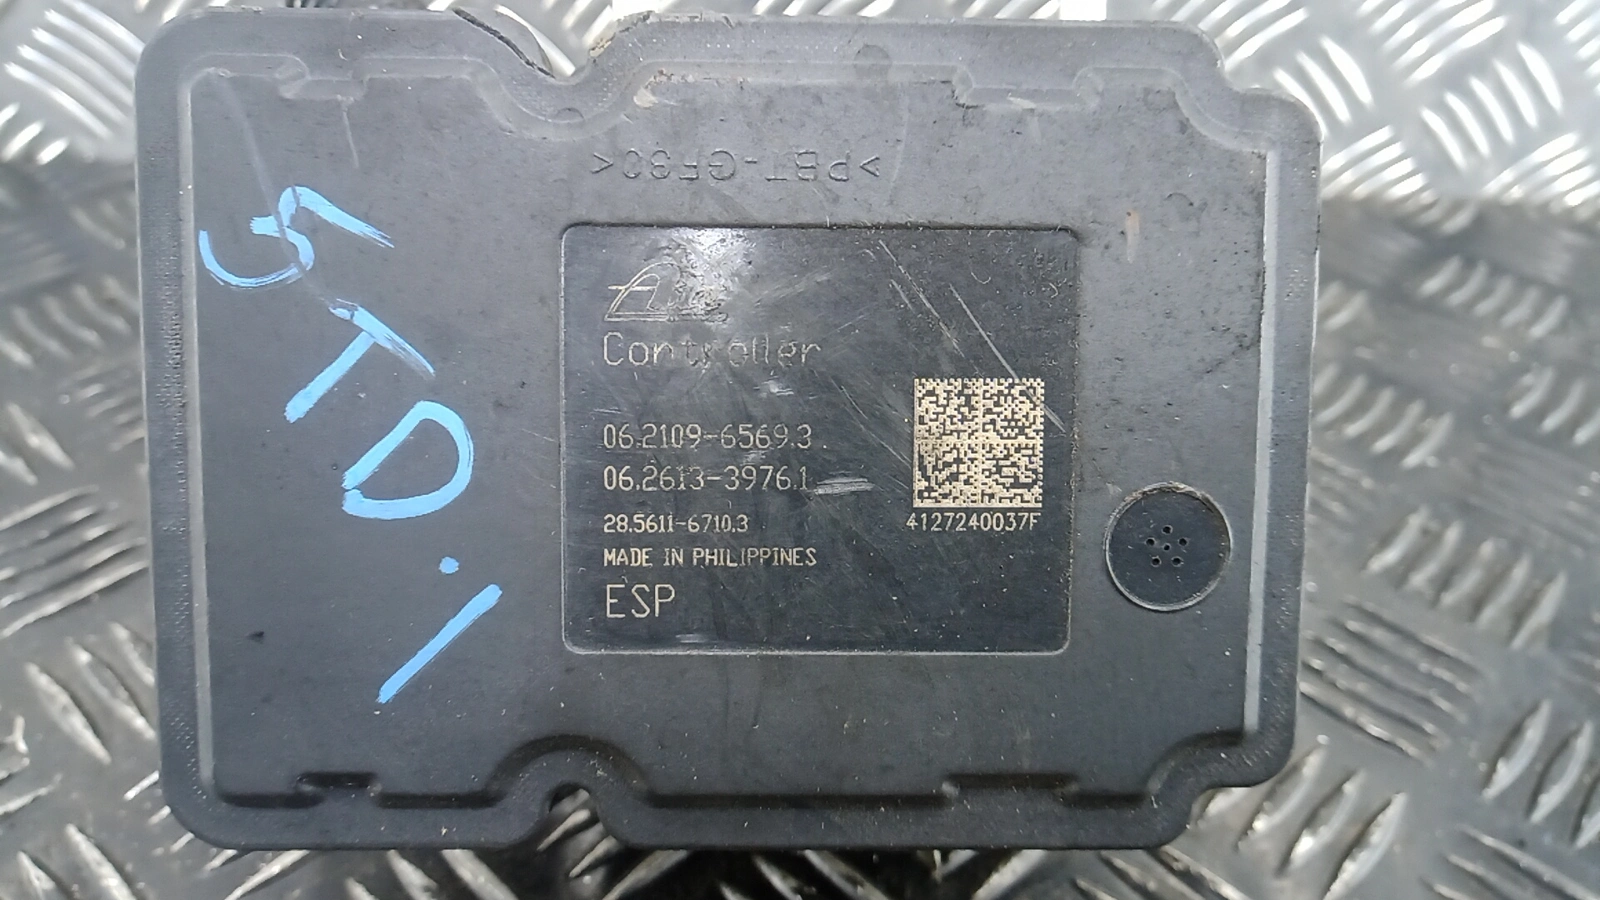 >PBT-GF30<
5TD.1
Ate
Controller
06.2109-6569.3
06.2613-3976.1
28.5611-6710.3
MADE IN PHILIPPINES
ESP
4127240037F